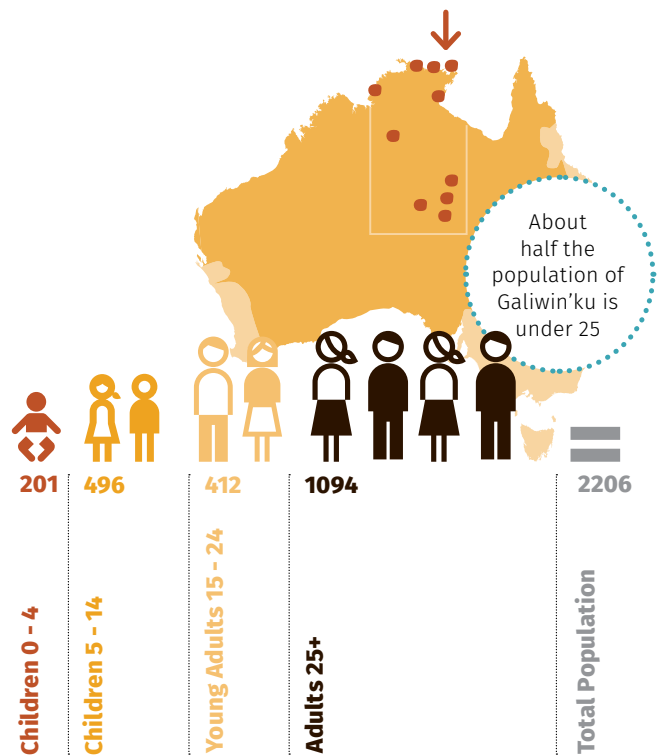 About
half the
population of
Galiwin’ku is
under 25
201
496
412
1094
2206
Children 0 - 4
Children 5 - 14
Young Adults 15 - 24
Adults 25+
Total Population